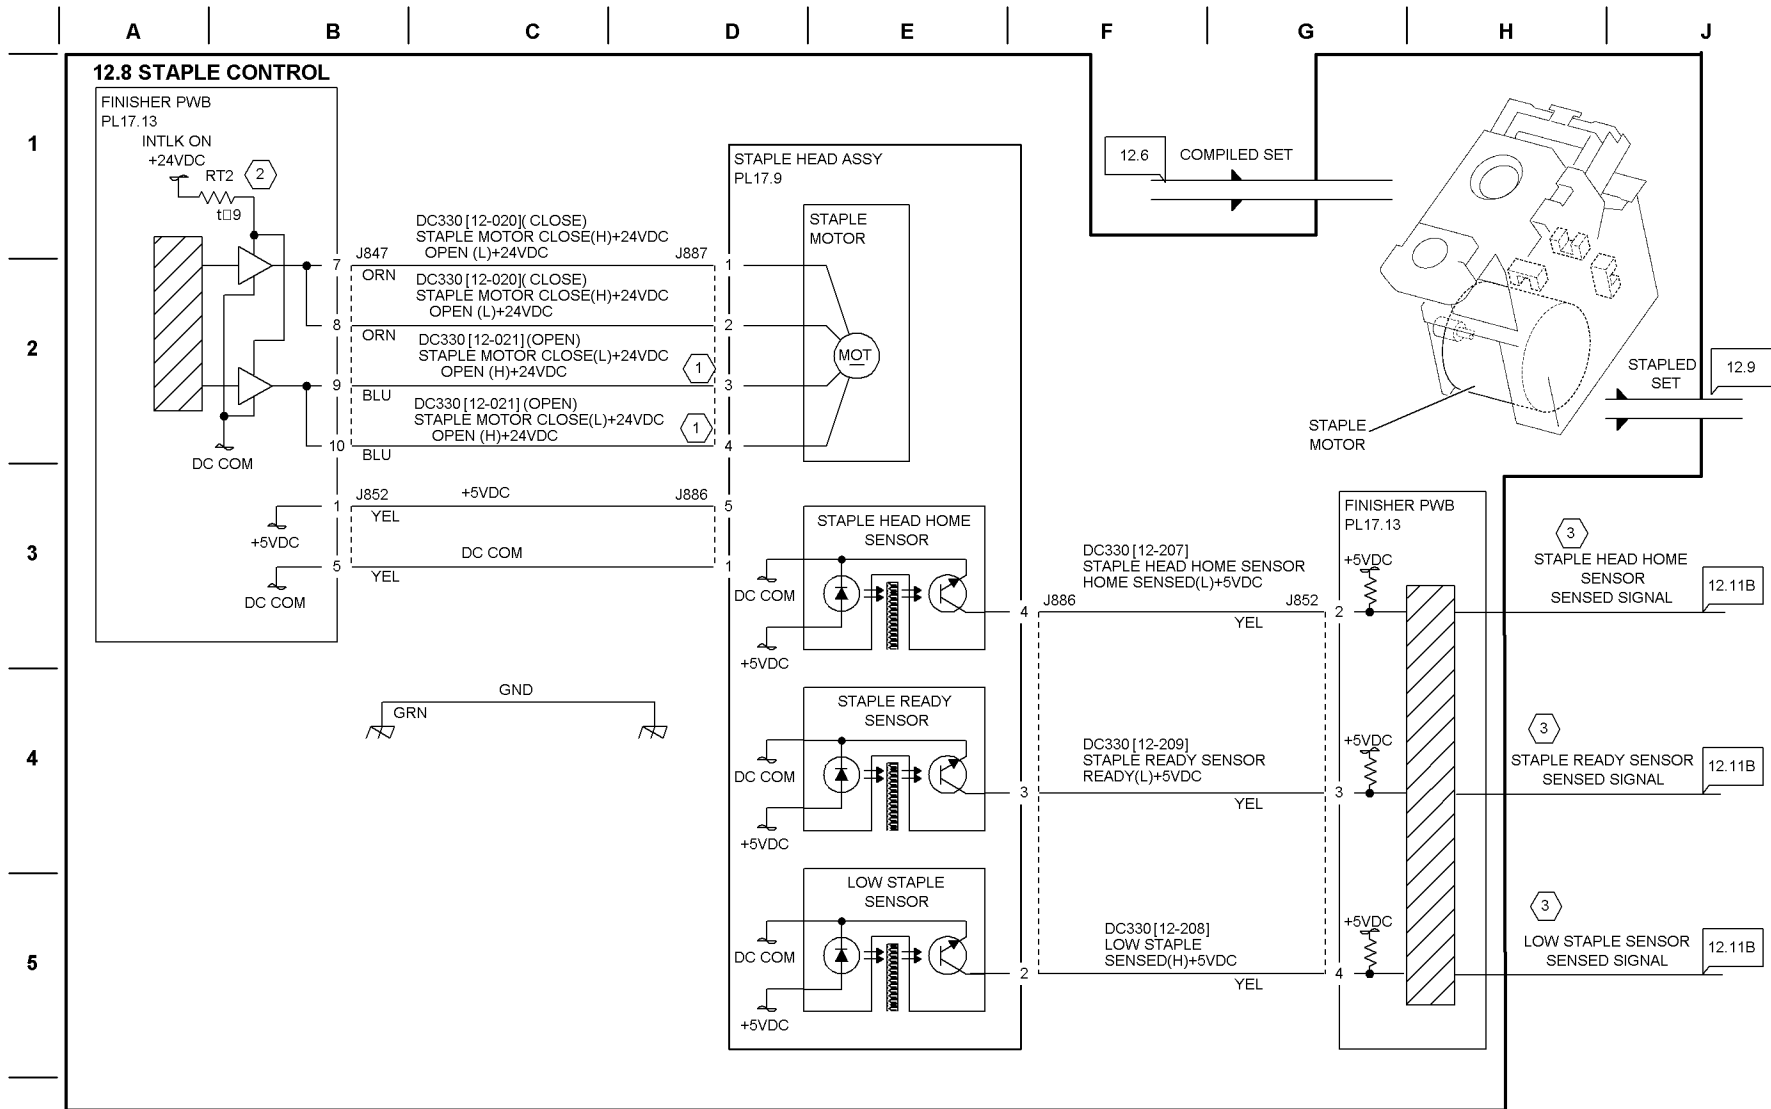 A B C D E F G H J
1
2
3
4
5
12.8 STAPLE CONTROL
FINISHER PWB
PL17.13
INTLK ON
+24VDC
RT2
2
t□9
DC COM
+5VDC
DC COM
7
8
9
10
1
5
J847
ORN
ORN
BLU
BLU
J852
YEL
YEL
DC330 [12-020]( CLOSE)
STAPLE MOTOR CLOSE(H)+24VDC
OPEN (L)+24VDC
J887
DC330 [12-020]( CLOSE)
STAPLE MOTOR CLOSE(H)+24VDC
OPEN (L)+24VDC
DC330 [12-021] (OPEN)
STAPLE MOTOR CLOSE(L)+24VDC
OPEN (H)+24VDC
1
DC330 [12-021] (OPEN)
STAPLE MOTOR CLOSE(L)+24VDC
OPEN (H)+24VDC
1
+5VDC
J886
DC COM
GND
GRN
STAPLE HEAD ASSY
PL17.9
1
2
3
4
5
1
STAPLE
MOTOR
MOT
STAPLE HEAD HOME
SENSOR
DC COM
+5VDC
4
STAPLE READY
SENSOR
DC COM
+5VDC
3
LOW STAPLE
SENSOR
DC COM
+5VDC
2
12.6
COMPILED SET
STAPLE
MOTOR
STAPLED
SET
12.9
DC330 [12-207]
STAPLE HEAD HOME SENSOR
HOME SENSED(L)+5VDC
J886
J852
YEL
DC330 [12-209]
STAPLE READY SENSOR
READY(L)+5VDC
YEL
DC330 [12-208]
LOW STAPLE
SENSED(H)+5VDC
YEL
FINISHER PWB
PL17.13
+5VDC
2
+5VDC
3
+5VDC
4
3
STAPLE HEAD HOME
SENSOR
SENSED SIGNAL
12.11B
3
STAPLE READY SENSOR
SENSED SIGNAL
12.11B
3
LOW STAPLE SENSOR
SENSED SIGNAL
12.11B